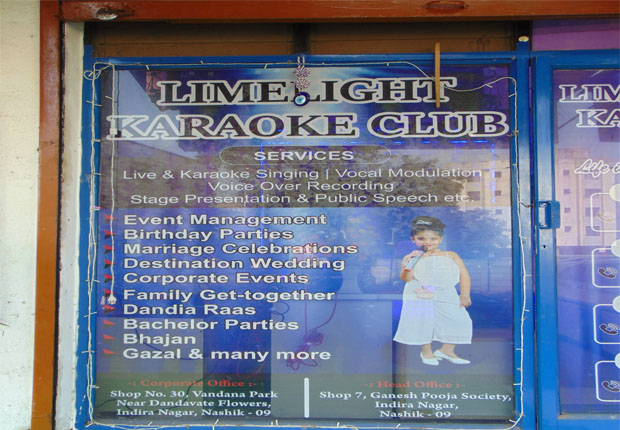 LIMELIGHT
KARAOKE CLUB
SERVICES
Live & Karaoke Singing | Vocal Modulation
Voice Over Recording
Stage Presentation & Public Speech etc.
Event Management
Birthday Parties
Marriage Celebrations
Destination Wedding
Corporate Events
Family Get-together
Dandia Raas
Bachelor Parties
Bhajan
Gazal & many more
-: Corporate Office :-
Shop No. 30, Vandana Park
Near Dandavate Flowers,
Indira Nagar, Nashik - 09
-: Head Office :-
Shop 7, Ganesh Pooja Society,
Indira Nagar,
Nashik - 09
LIM
KARA
Life i